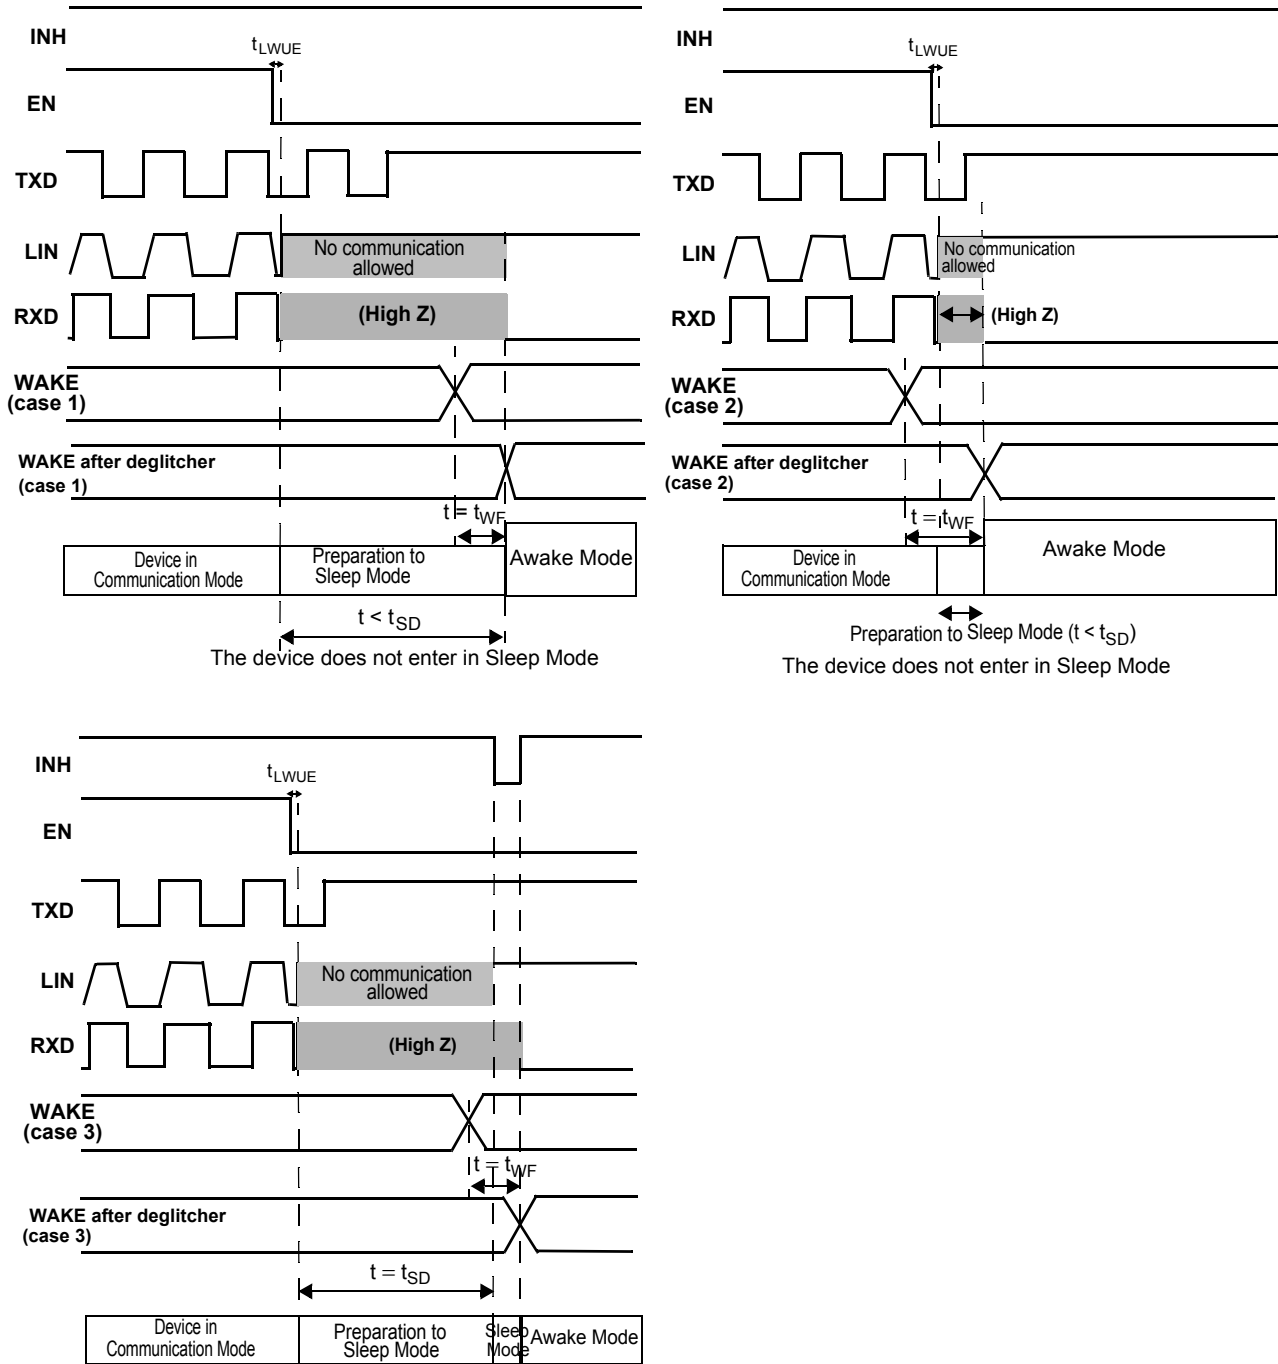 INH
tLWUE
EN
TXD
LIN
No communication
allowed
RXD
(High Z)
WAKE
(case 1)
WAKE after deglitcher
(case 1)
t = tWF
Device in
Communication Mode
Preparation to
Sleep Mode
Awake Mode
t < tSD
The device does not enter in Sleep Mode
INH
tLWUE
EN
TXD
LIN
No communication
allowed
RXD
(High Z)
WAKE
(case 2)
WAKE after deglitcher
(case 2)
t = tWF
Device in
Communication Mode
Awake Mode
Preparation to Sleep Mode (t < tSD)
The device does not enter in Sleep Mode
INH
tLWUE
EN
TXD
LIN
No communication
allowed
RXD
(High Z)
WAKE
(case 3)
t = tWF
WAKE after deglitcher
(case 3)
t = tSD
Device in
Communication Mode
Preparation to
Sleep Mode
Sleep
Mode
Awake Mode